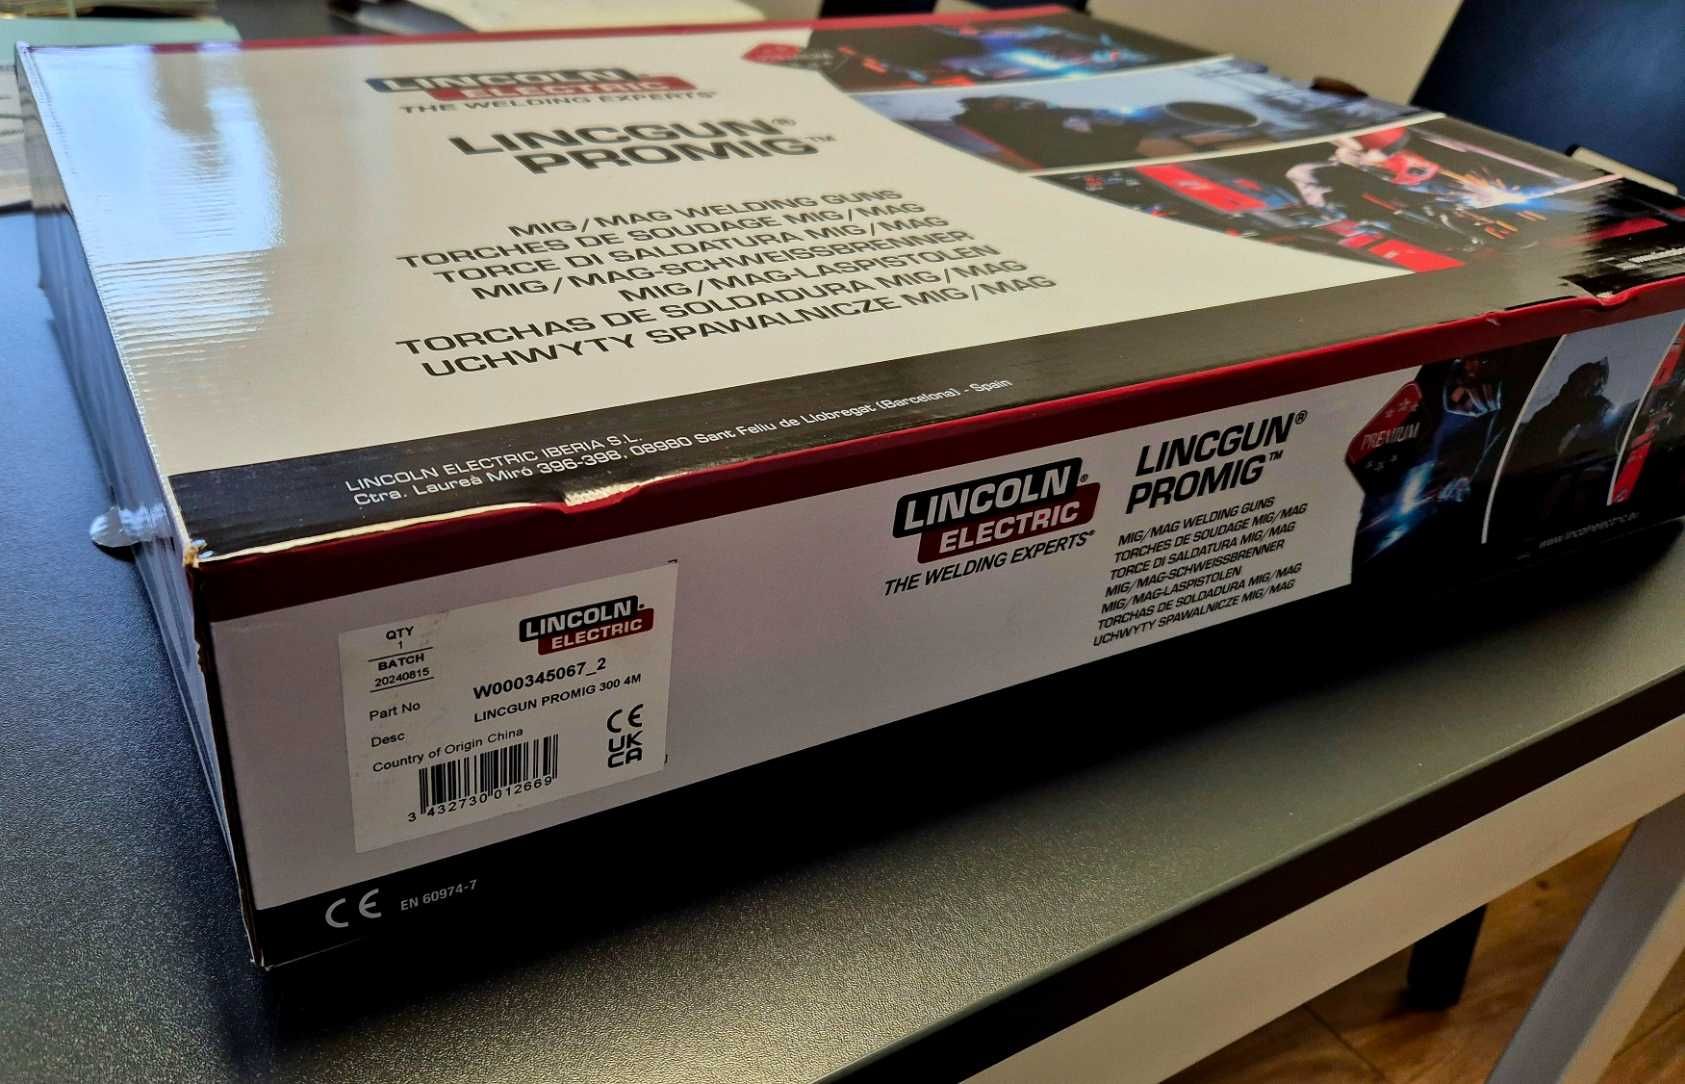 LINCOLN
ELECTRIC
THE WELDING EXPERTS®
LINCGUN®
PROMIG™
MIG/MAG WELDING GUNS
TORCHES DE SOUDAGE MIG/MAG
TORCE DI SALDATURA MIG/MAG
MIG/MAG-SCHWEISSBRENNER
MIG/MAG-LASPISTOLEN
TORCHAS DE SOLDADURA MIG/MAG
UCHWYTY SPAWALNICZE MIG/MAG
LINCOLN ELECTRIC IBERIA S.L.
Ctra. Laureà Miró 396-398, 08980 Sant Feliu de Llobregat (Barcelona) - Spain
LINCOLN®
ELECTRIC
THE WELDING EXPERTS®
LINCGUN®
PROMIG™
MIG/MAG WELDING GUNS
TORCHES DE SOUDAGE MIG/MAG
TORCE DI SALDATURA MIG/MAG
MIG/MAG-SCHWEISSBRENNER
MIG/MAG-LASPISTOLEN
TORCHAS DE SOLDADURA MIG/MAG
UCHWYTY SPAWALNICZE MIG/MAG
PREMIUM
QTY
1
BATCH
20240815
LINCOLN®
ELECTRIC
Part No W000345067_2
Desc LINCGUN PROMIG 300 4M
Country of Origin China
CE
UK
CA
3 432730 012669
CE EN 60974-7